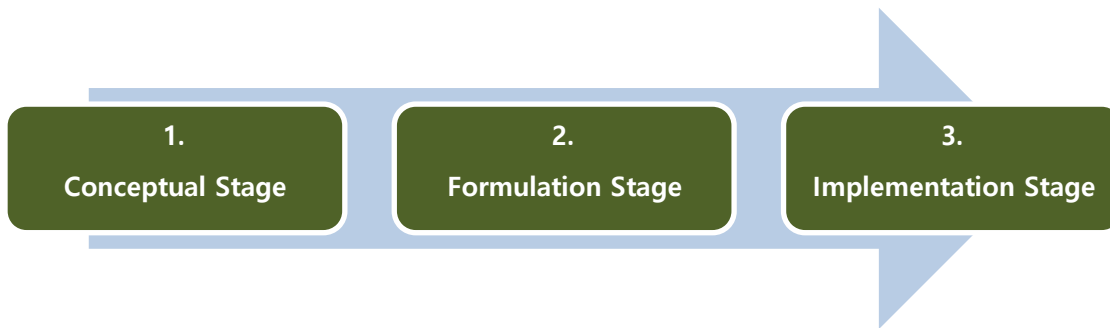 1.
Conceptual Stage
2.
Formulation Stage
3.
Implementation Stage